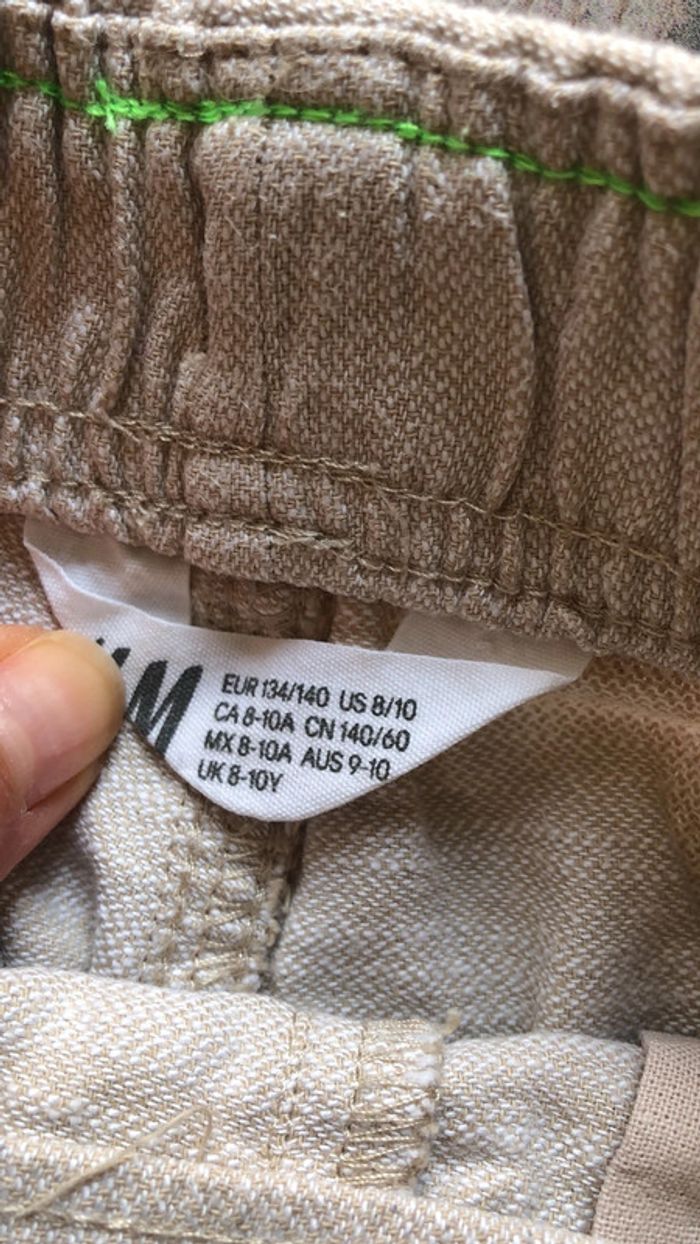 M
EUR 134/140 US 8/10
CA 8-10A CN 140/60
MX 8-10A AUS 9-10
UK 8-10Y